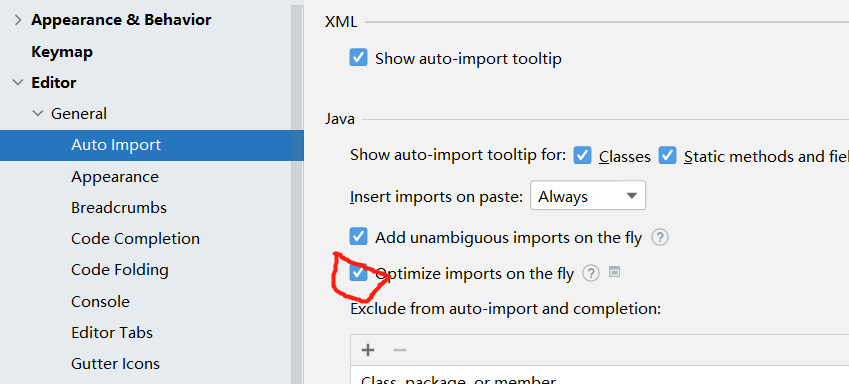 Appearance & Behavior
Keymap
Editor
General
Auto Import
Appearance
Breadcrumbs
Code Completion
Code Folding
Console
Editor Tabs
Gutter Icons
XML
Show auto-import tooltip
Java
Show auto-import tooltip for: Classes Static methods and fiel
Insert imports on paste: Always
Add unambiguous imports on the fly ?
Optimize imports on the fly ?
Exclude from auto-import and completion:
Class, package, or member